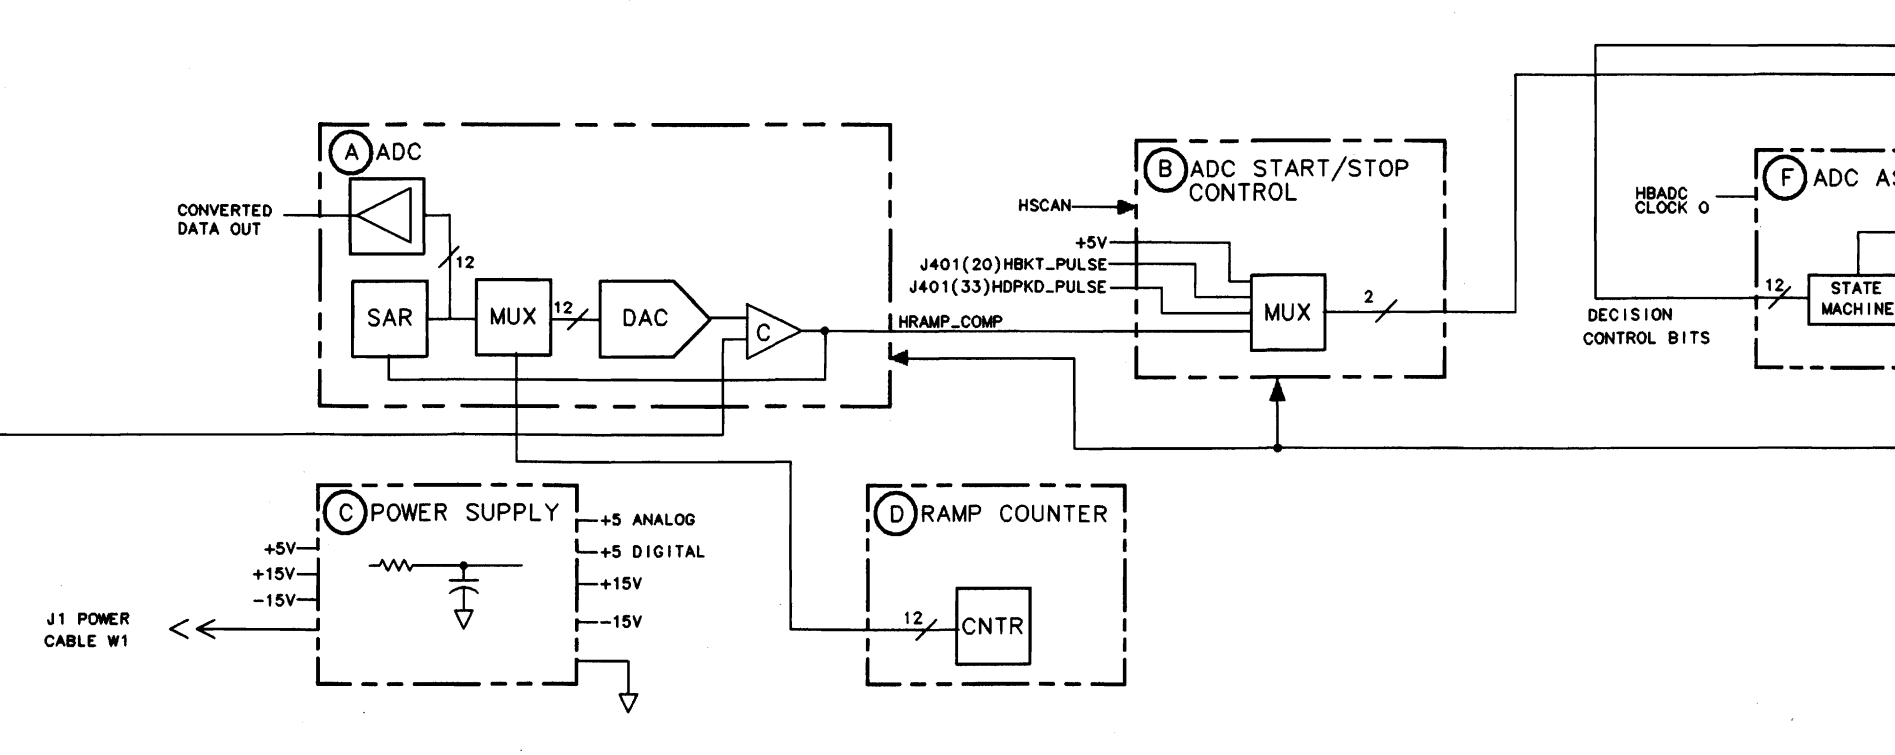 A ADC
CONVERTED
DATA OUT
12
SAR
MUX
12
DAC
C
HRAMP_COMP
B ADC START/STOP
CONTROL
HSCAN
+5V
J401(20)HBKT_PULSE
J401(33)HDPKD_PULSE
MUX
2
F ADC
HBADC
CLOCK 0
12
STATE
MACHINE
DECISION
CONTROL BITS
C POWER SUPPLY
+5V
+15V
-15V
J1 POWER
CABLE W1
+5 ANALOG
+5 DIGITAL
+15V
-15V
D RAMP COUNTER
12
CNTR